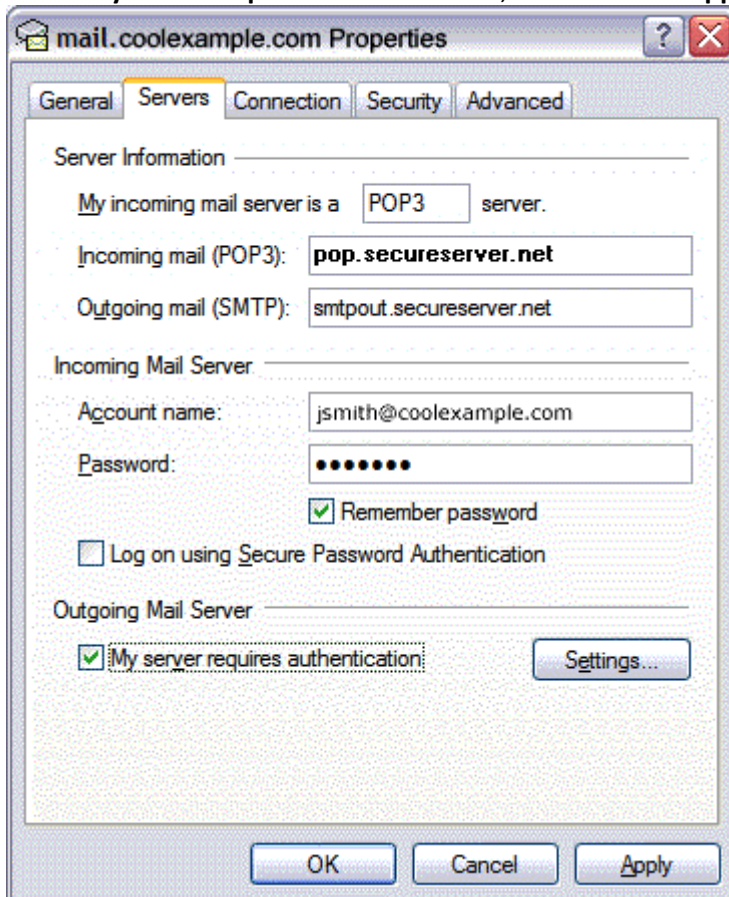 mail.coolexample.com Properties
General Servers Connection Security Advanced
Server Information
My incoming mail server is a POP3 server.
Incoming mail (POP3): pop.secureserver.net
Outgoing mail (SMTP): smtpout.secureserver.net
Incoming Mail Server
Account name: jsmith@coolexample.com
Password: •••••••
Remember password
Log on using Secure Password Authentication
Outgoing Mail Server
My server requires authentication Settings...
OK Cancel Apply